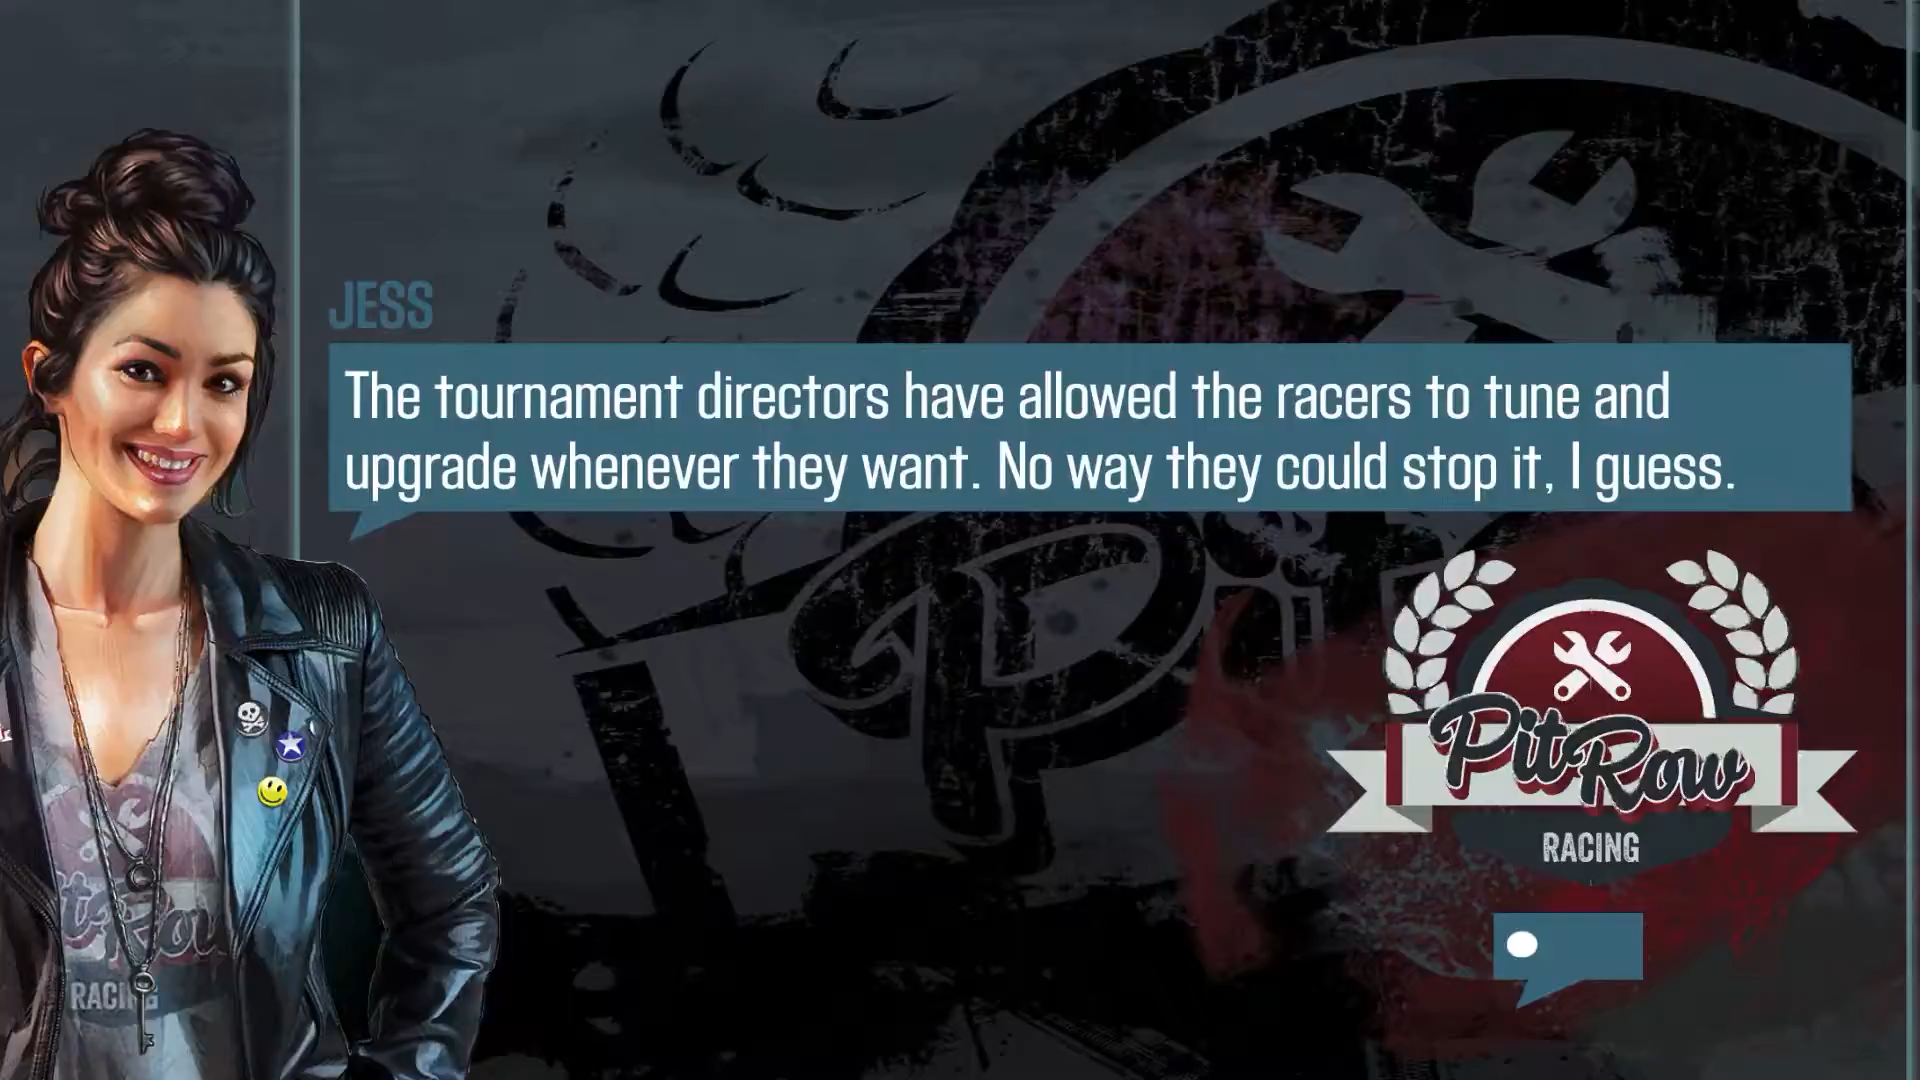 JESS
The tournament directors have allowed the racers to tune and
upgrade whenever they want. No way they could stop it, I guess.
Pit Row
RACING
RACING